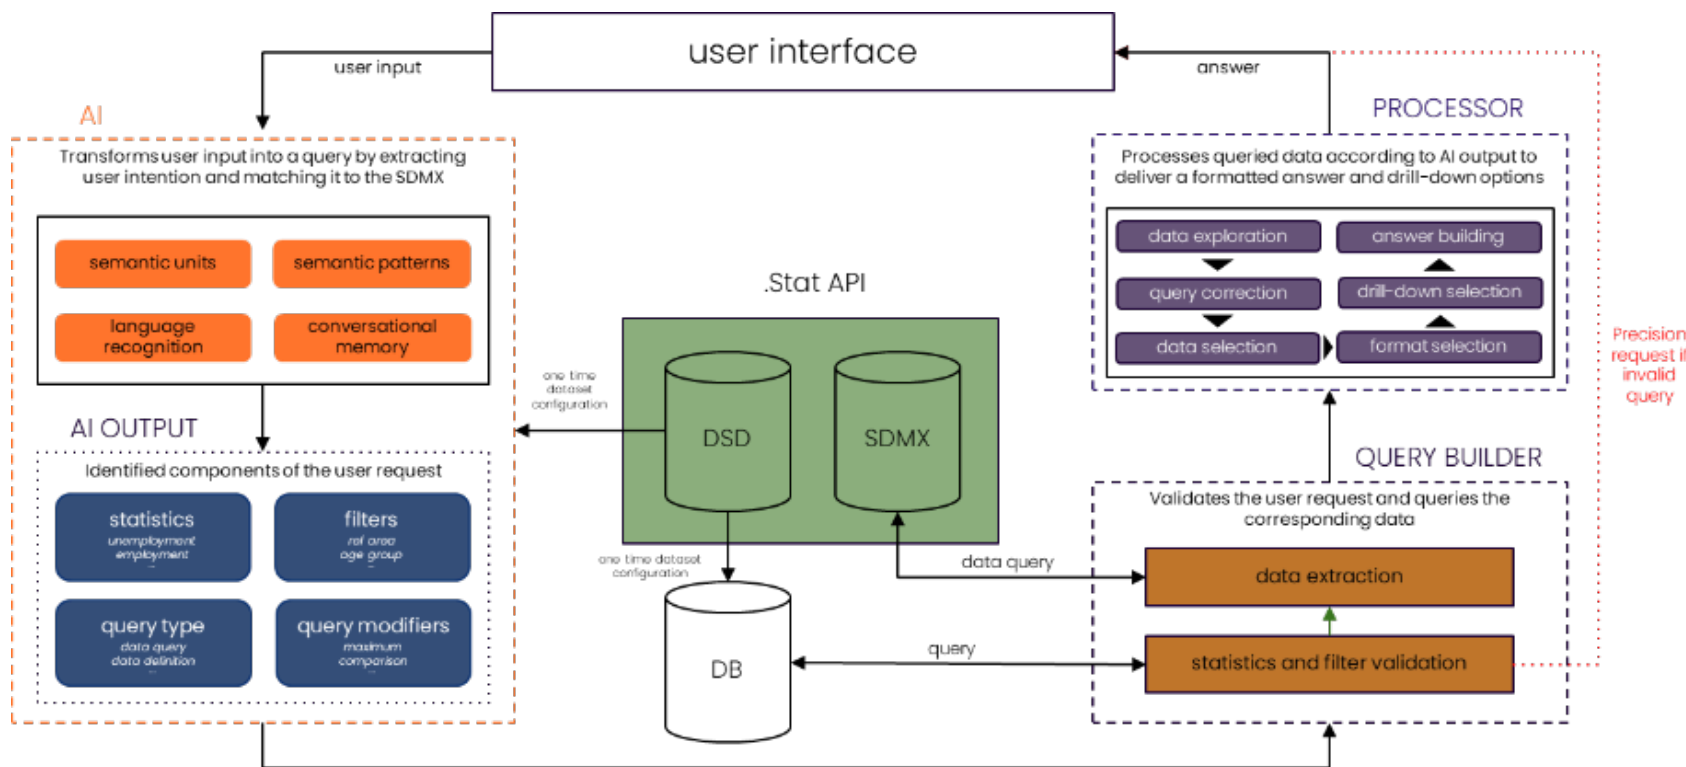 user interface
user input
answer
AI
Transforms user input into a query by extracting
user intention and matching it to the SDMX
semantic units
semantic patterns
language
recognition
conversational
memory
AI OUTPUT
Identified components of the user request
statistics
unemployment
employment
...
filters
ref area
age group
...
query type
data query
data definition
...
query modifiers
maximum
comparison
...
.Stat API
DSD
SDMX
one time
dataset
configuration
one time dataset
configuration
DB
data query
query
PROCESSOR
Processes queried data according to AI output to
deliver a formatted answer and drill-down options
data exploration
query correction
data selection
format selection
drill-down selection
answer building
QUERY BUILDER
Validates the user request and queries the
corresponding data
data extraction
statistics and filter validation
Precision
request if
invalid
query